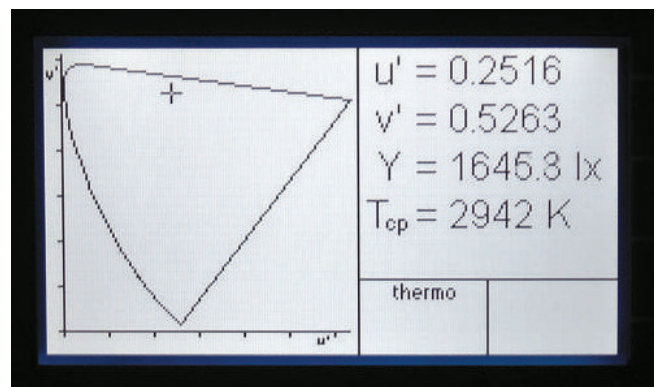 v'
u'
u' = 0.2516
v' = 0.5263
Y = 1645.3 lx
Tcp = 2942 K
thermo